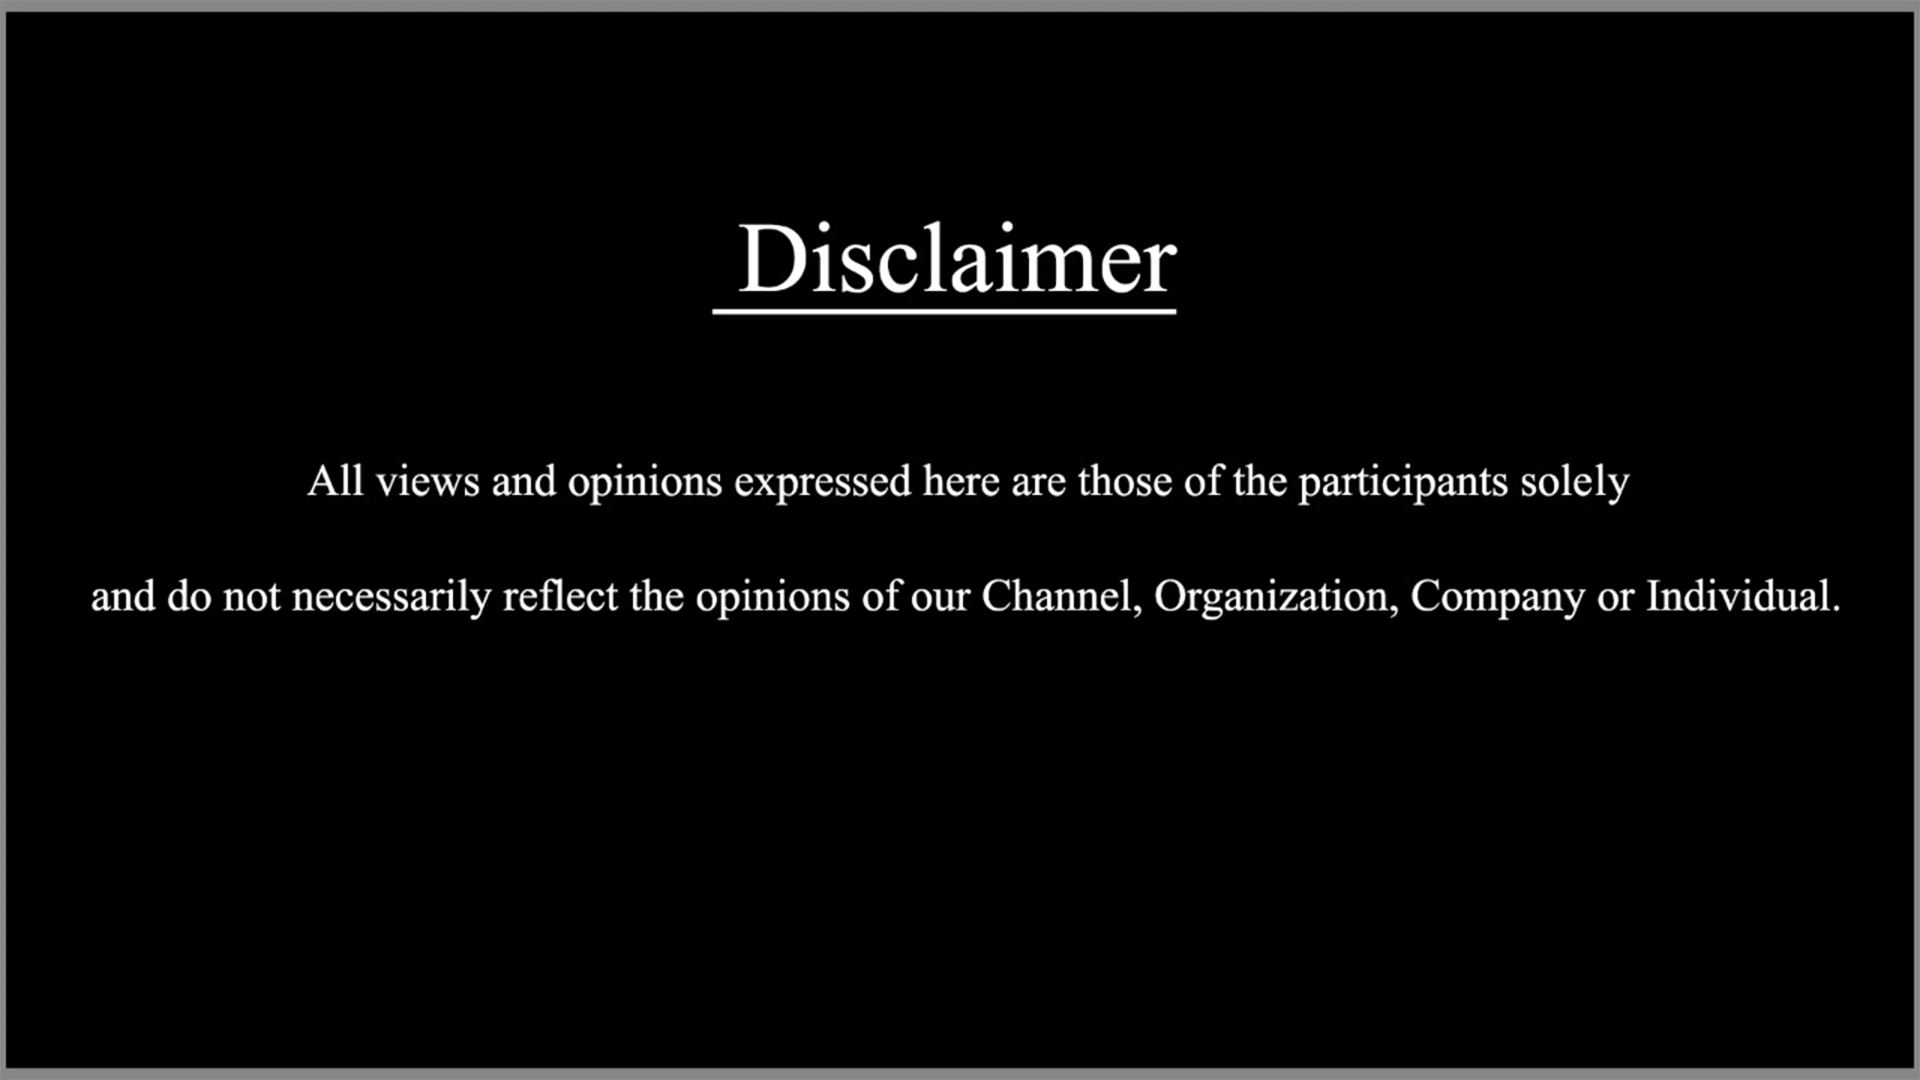 Disclaimer
All views and opinions expressed here are those of the participants solely
and do not necessarily reflect the opinions of our Channel, Organization, Company or Individual.